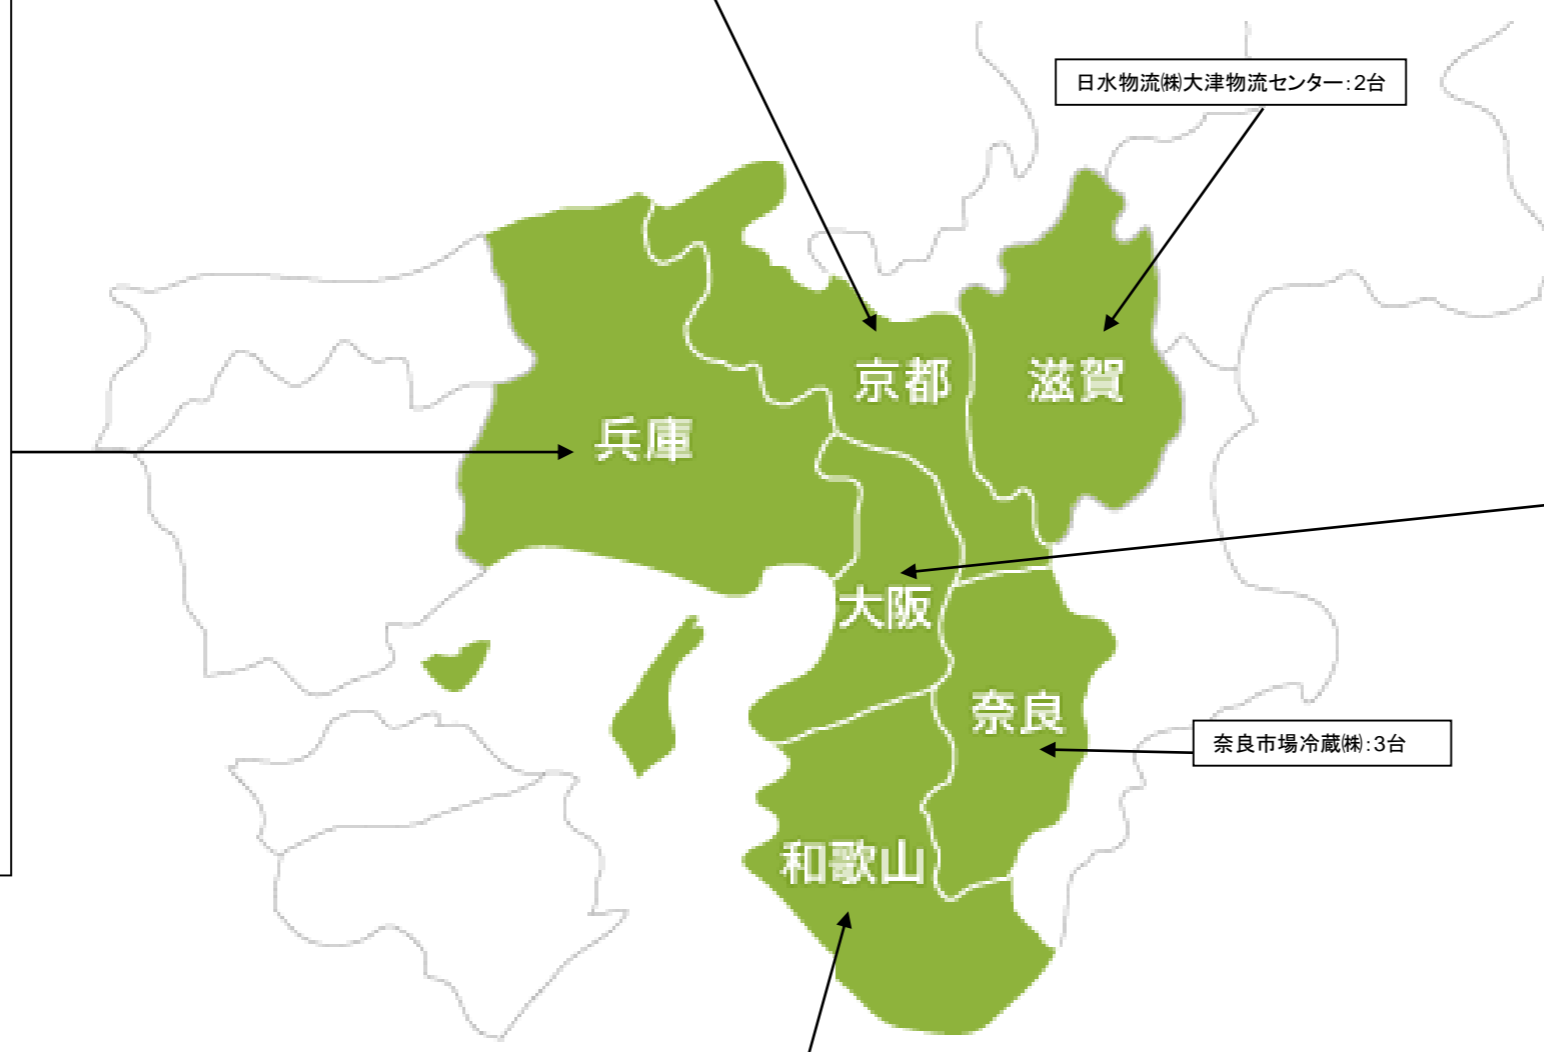 日水物流㈱大津物流センター:2台
京都
滋賀
兵庫
大阪
奈良
奈良市場冷蔵㈱:3台
和歌山